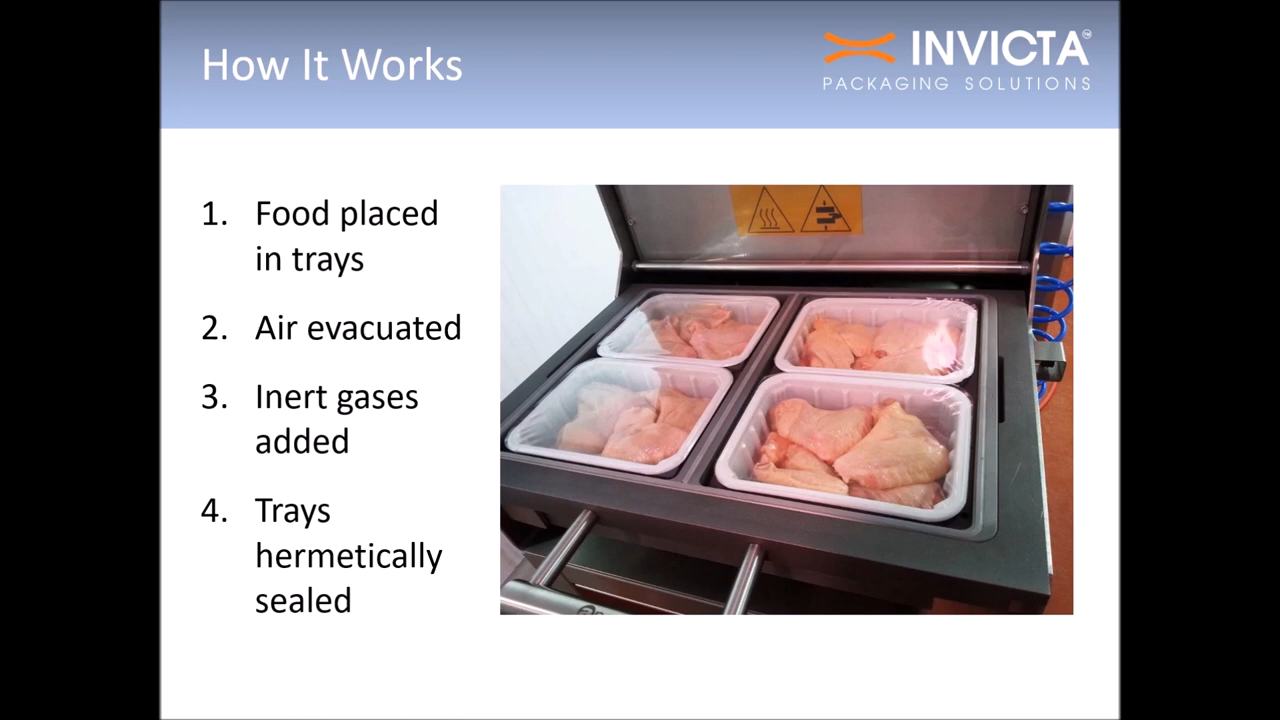 How It Works
INVICTA™
PACKAGING SOLUTIONS
1. Food placed
in trays
2. Air evacuated
3. Inert gases
added
4. Trays
hermetically
sealed